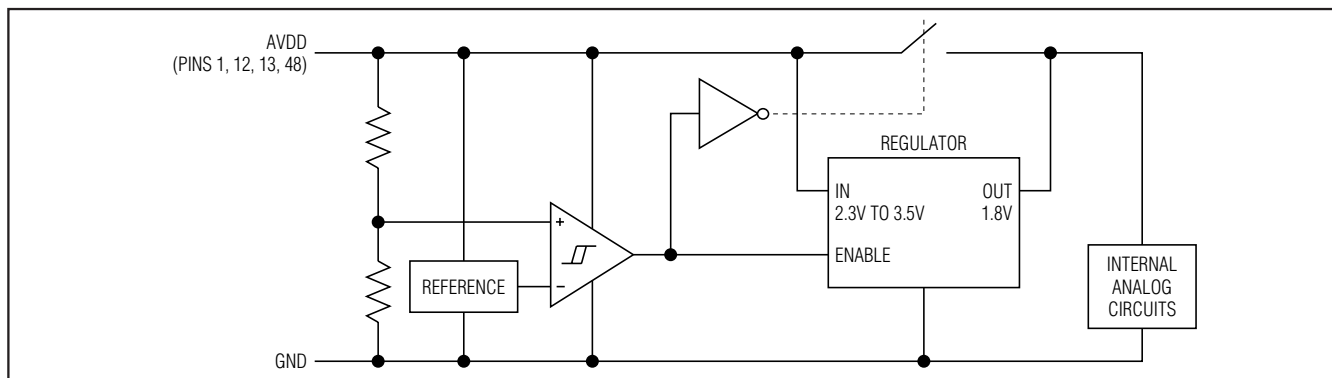 AVDD
(PINS 1, 12, 13, 48)
REGULATOR
IN
2.3V TO 3.5V
OUT
1.8V
+
ENABLE
REFERENCE
−
INTERNAL
ANALOG
CIRCUITS
GND